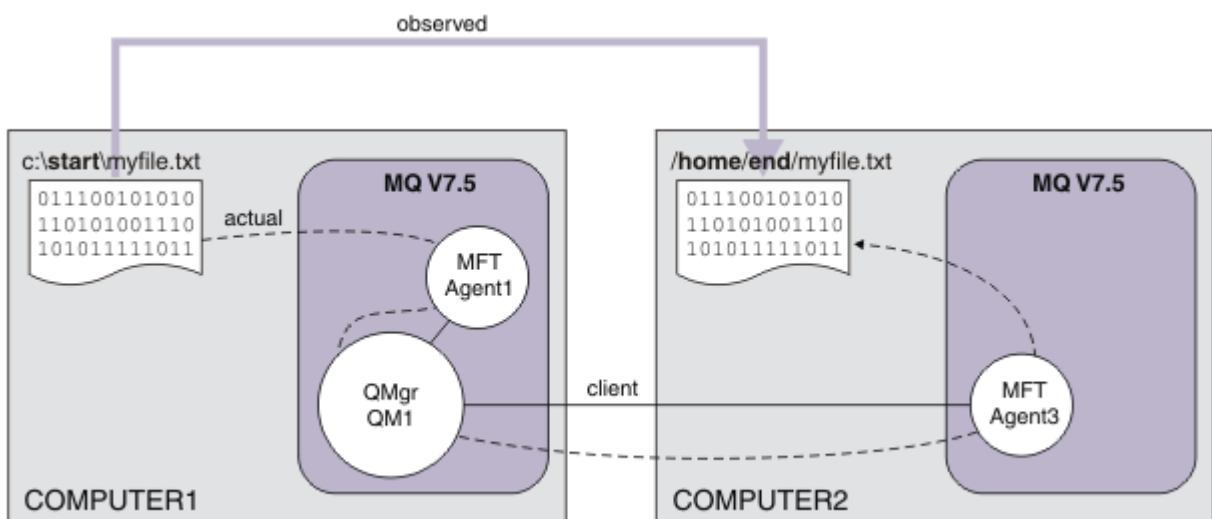 observed
c:\start\myfile.txt
011100101010
110101001110
101011111011
actual
MQ V7.5
MFT
Agent1
QMgr
QM1
COMPUTER1
client
/home/end/myfile.txt
011100101010
110101001110
101011111011
MQ V7.5
MFT
Agent3
COMPUTER2